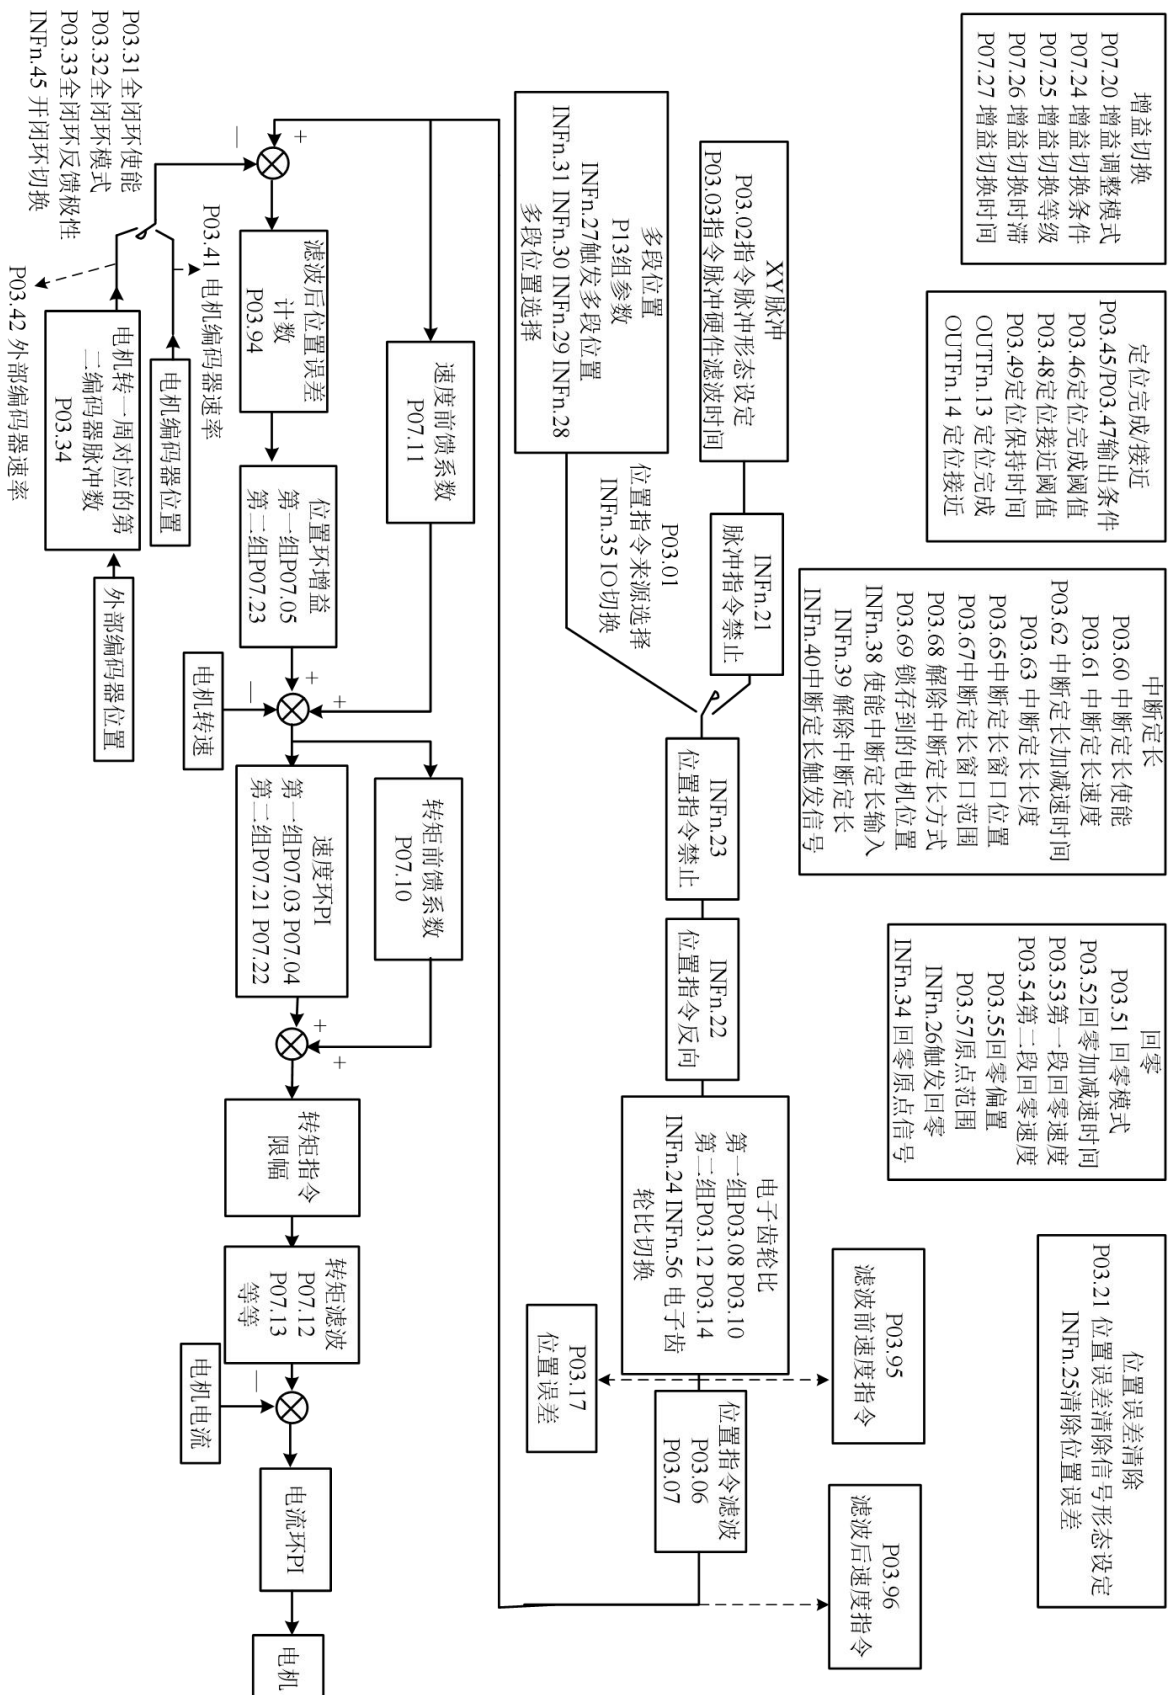 增益切换
P07.20 增益调整模式
P07.24 增益切换条件
P07.25 增益切换等级
P07.26 增益切换时滞
P07.27 增益切换时间
定位完成/接近
P03.45/P03.47输出条件
P03.46定位完成阈值
P03.48定位接近阈值
P03.49定位保持时间
OUTFn.13 定位完成
OUTFn.14 定位接近
中断定长
P03.60 中断定长使能
P03.61 中断定长速度
P03.62 中断定长加减速时间
P03.63 中断定长长度
P03.65中断定长窗口位置
P03.67中断定长窗口范围
P03.68 解除中断定长方式
P03.69 锁存到的电机位置
INFn.38 使能中断定长输入
INFn.39 解除中断定长
INFn.40中断定长触发信号
回零
P03.51 回零模式
P03.52回零加减速时间
P03.53第一段回零速度
P03.54第二段回零速度
P03.55回零偏置
P03.57原点范围
INFn.26触发回零
INFn.34 回零原点信号
位置误差清除
P03.21 位置误差清除信号形态设定
INFn.25清除位置误差
XY脉冲
P03.02指令脉冲形态设定
P03.03指令脉冲硬件滤波时间
INFn.21
脉冲指令禁止
多段位置
P13组参数
INFn.27触发多段位置
INFn.31 INFn.30 INFn.29 INFn.28
多段位置选择
P03.01
位置指令来源选择
INFn.35 IO切换
INFn.23
位置指令禁止
INFn.22
位置指令反向
电子齿轮比
第一组P03.08 P03.10
第二组P03.12 P03.14
INFn.24 INFn.56 电子齿
轮比切换
P03.95
滤波前速度指令
P03.17
位置误差
位置指令滤波
P03.06
P03.07
P03.96
滤波后速度指令
速度前馈系数
P07.11
转矩前馈系数
P07.10
+
—
滤波后位置误差
计数
P03.94
位置环增益
第一组P07.05
第二组P07.23
+
+
—
电机转速
速度环PI
第一组P07.03 P07.04
第二组P07.21 P07.22
+
+
转矩指令
限幅
转矩滤波
P07.12
P07.13
等等
—
电机电流
电流环PI
电机
P03.41 电机编码器速率
电机编码器位置
电机转一周对应的第
二编码器脉冲数
P03.34
外部编码器位置
P03.42 外部编码器速率
P03.31全闭环使能
P03.32全闭环模式
P03.33全闭环反馈极性
INFn.45 开闭环切换